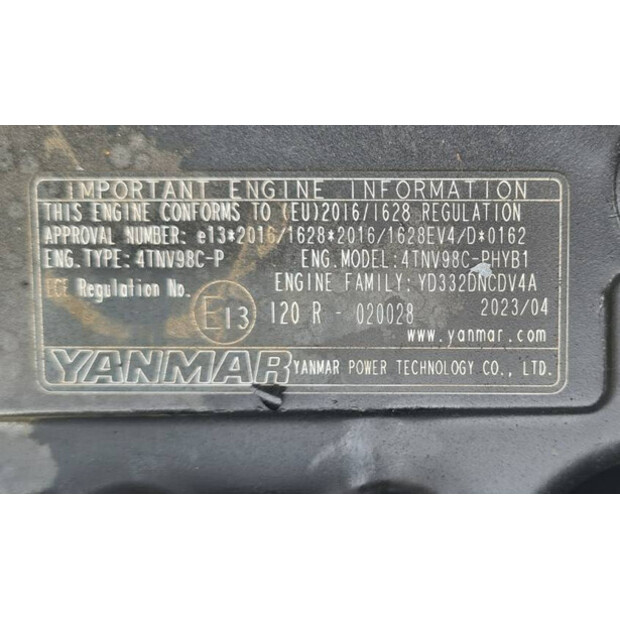 IMPORTANT ENGINE INFORMATION
THIS ENGINE CONFORMS TO (EU)2016/1628 REGULATION
APPROVAL NUMBER: e13*2016/1628*2016/1628EV4/D*0162
ENG.TYPE: 4TNV98C-P ENG.MODEL:4TNV98C-PHYB1
ENGINE FAMILY: YD332DNCDV4A
ECE Regulation No. E13 120 R - 020028 2023/04
www.yanmar.com
YANMAR YANMAR POWER TECHNOLOGY CO., LTD.